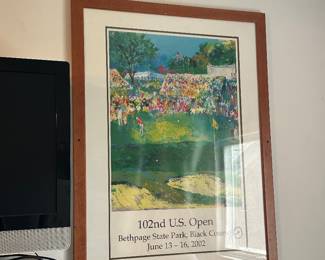 102nd U.S. Open
Bethpage State Park, Black Course
June 13 – 16, 2002